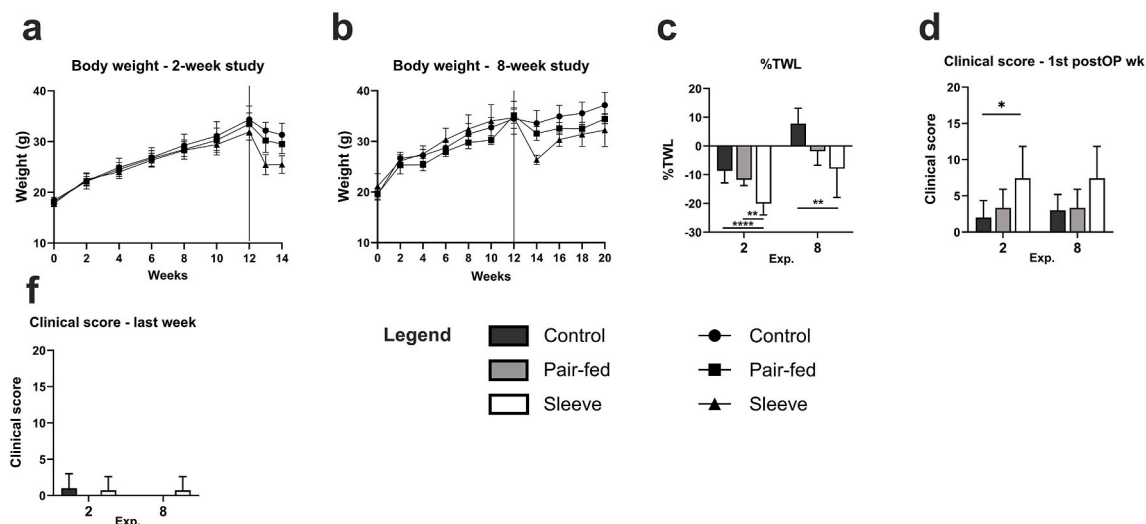 a
Body weight - 2-week study
40
30
20
10
Weight (g)
0 2 4 6 8 10 12 14
Weeks
b
Body weight - 8-week study
40
30
20
10
Weight (g)
0 2 4 6 8 10 12 14 16 18 20
Weeks
c
%TWL
20
10
0
-10
-20
-30
%TWL
**
****
**
2 8
Exp.
d
Clinical score - 1st postOP wk
20
15
10
5
0
Clinical score
*
2 8
Exp.
f
Clinical score - last week
20
15
10
5
0
Clinical score
2 8
Exp.
Legend
Control
Pair-fed
Sleeve
Control
Pair-fed
Sleeve